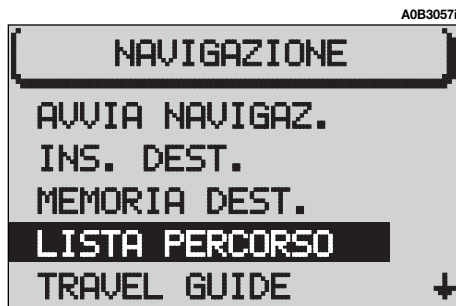 A0B3057i
NAVIGAZIONE
AVVIA NAVIGAZ.
INS. DEST.
MEMORIA DEST.
LISTA PERCORSO
TRAVEL GUIDE